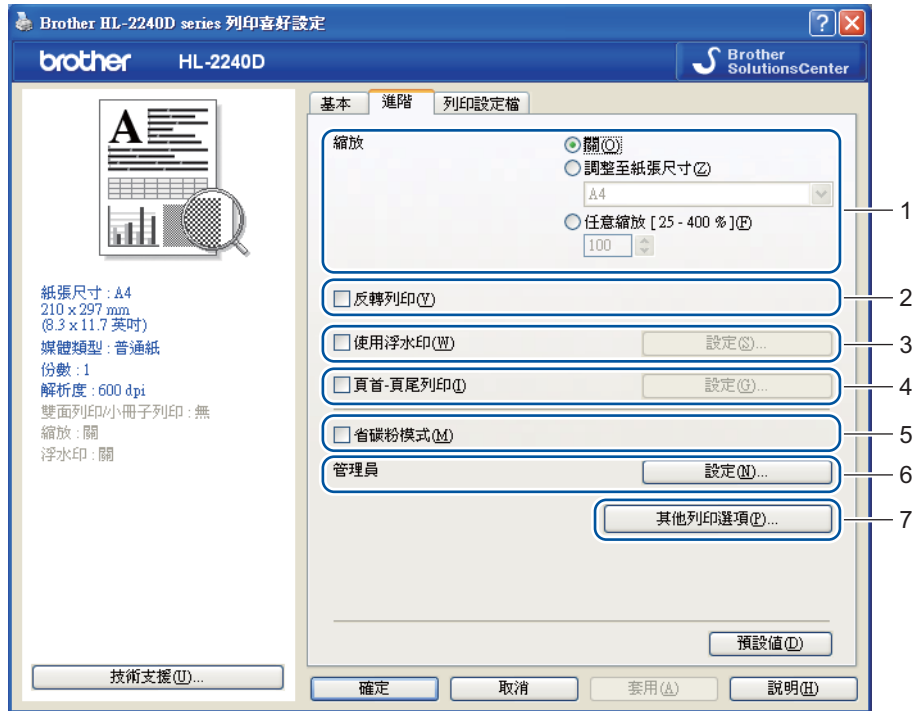 Brother HL-2240D series 列印喜好設定
brother HL-2240D
Brother
SolutionsCenter
A
紙張尺寸 : A4
210 x 297 mm
(8.3 x 11.7 英吋)
媒體類型 : 普通紙
份數 : 1
解析度 : 600 dpi
雙面列印/小冊子列印 : 無
縮放 : 關
浮水印 : 關
技術支援(U)...
基本 進階 列印設定檔
縮放
關(O)
調整至紙張尺寸(Z)
A4
任意縮放 [ 25 - 400 % ](F)
100
1
反轉列印(V)
2
使用浮水印(W) 設定(S)...
3
頁首-頁尾列印(I) 設定(G)...
4
省碳粉模式(M)
5
管理員 設定(N)...
6
其他列印選項(P)...
7
預設值(D)
確定 取消 套用(A) 說明(H)